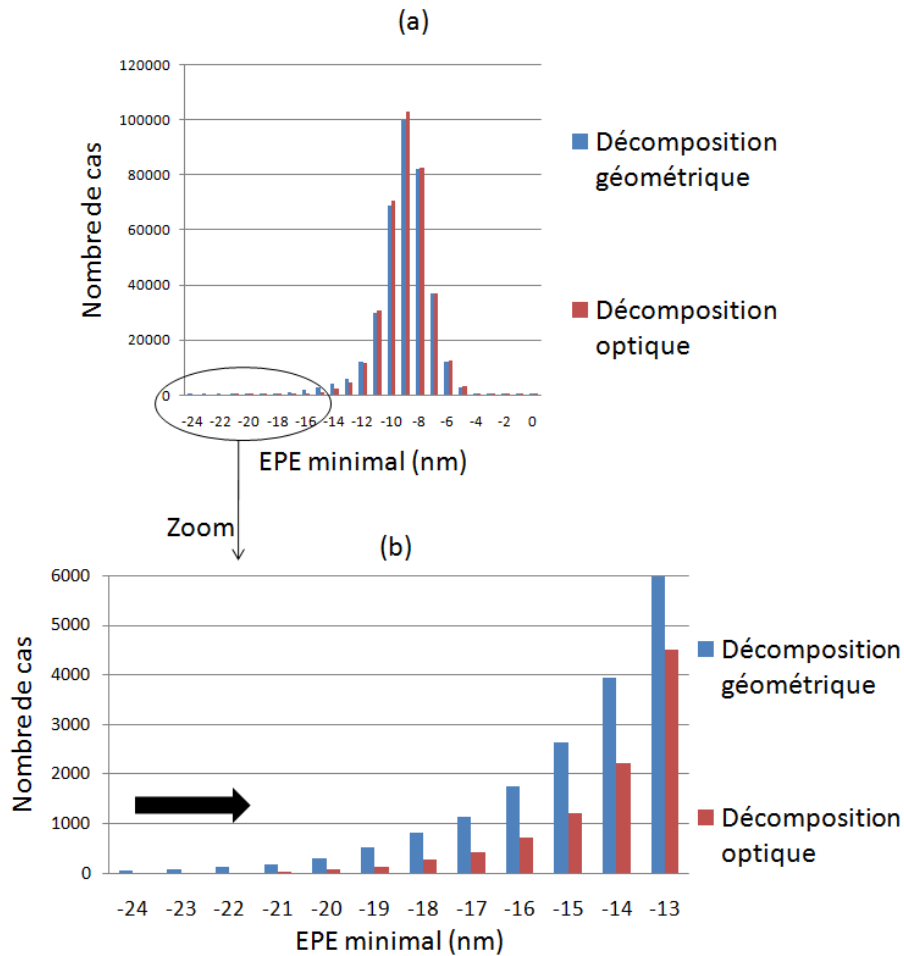 (a)
120000
100000
80000
60000
40000
20000
0
Nombre de cas
-24 -22 -20 -18 -16 -14 -12 -10 -8 -6 -4 -2 0
EPE minimal (nm)
Décomposition
géométrique
Décomposition
optique
Zoom
(b)
6000
5000
4000
3000
2000
1000
0
Nombre de cas
-24 -23 -22 -21 -20 -19 -18 -17 -16 -15 -14 -13
EPE minimal (nm)
Décomposition
géométrique
Décomposition
optique